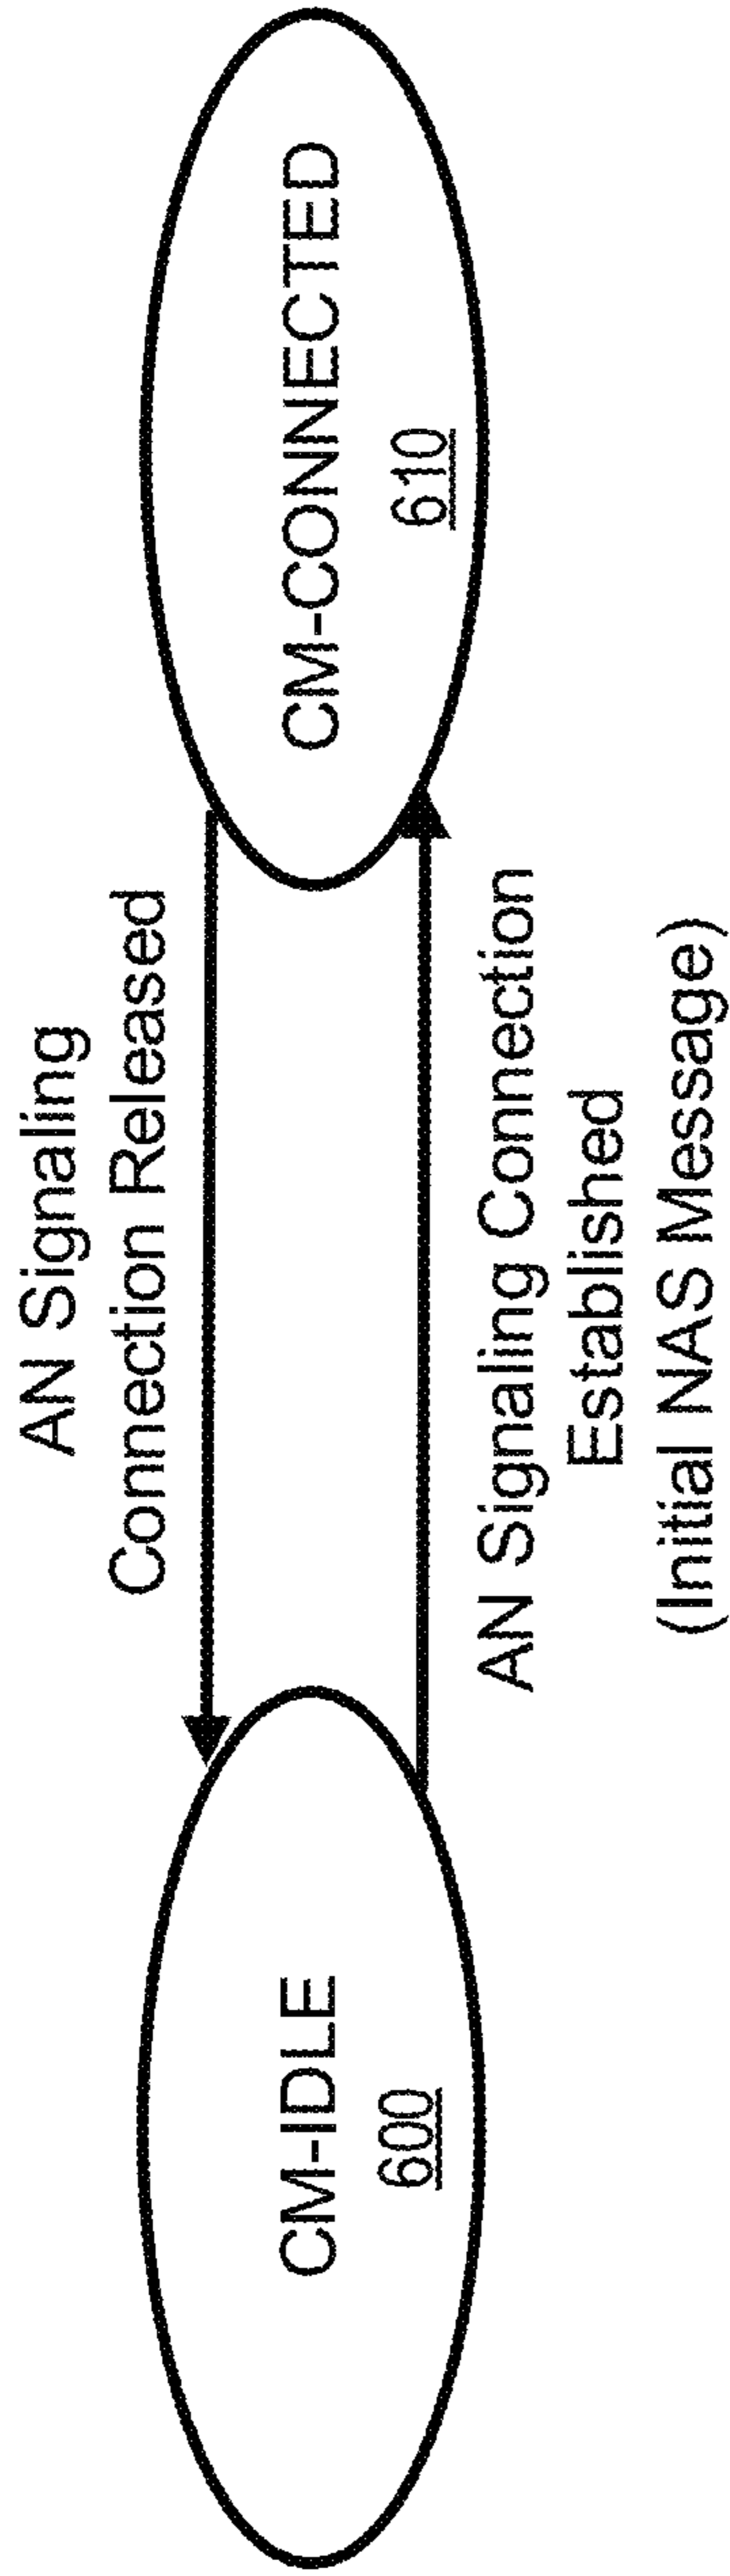 AN Signaling
Connection Released
CM-IDLE
600
CM-CONNECTED
610
AN Signaling Connection
Established
(Initial NAS Message)